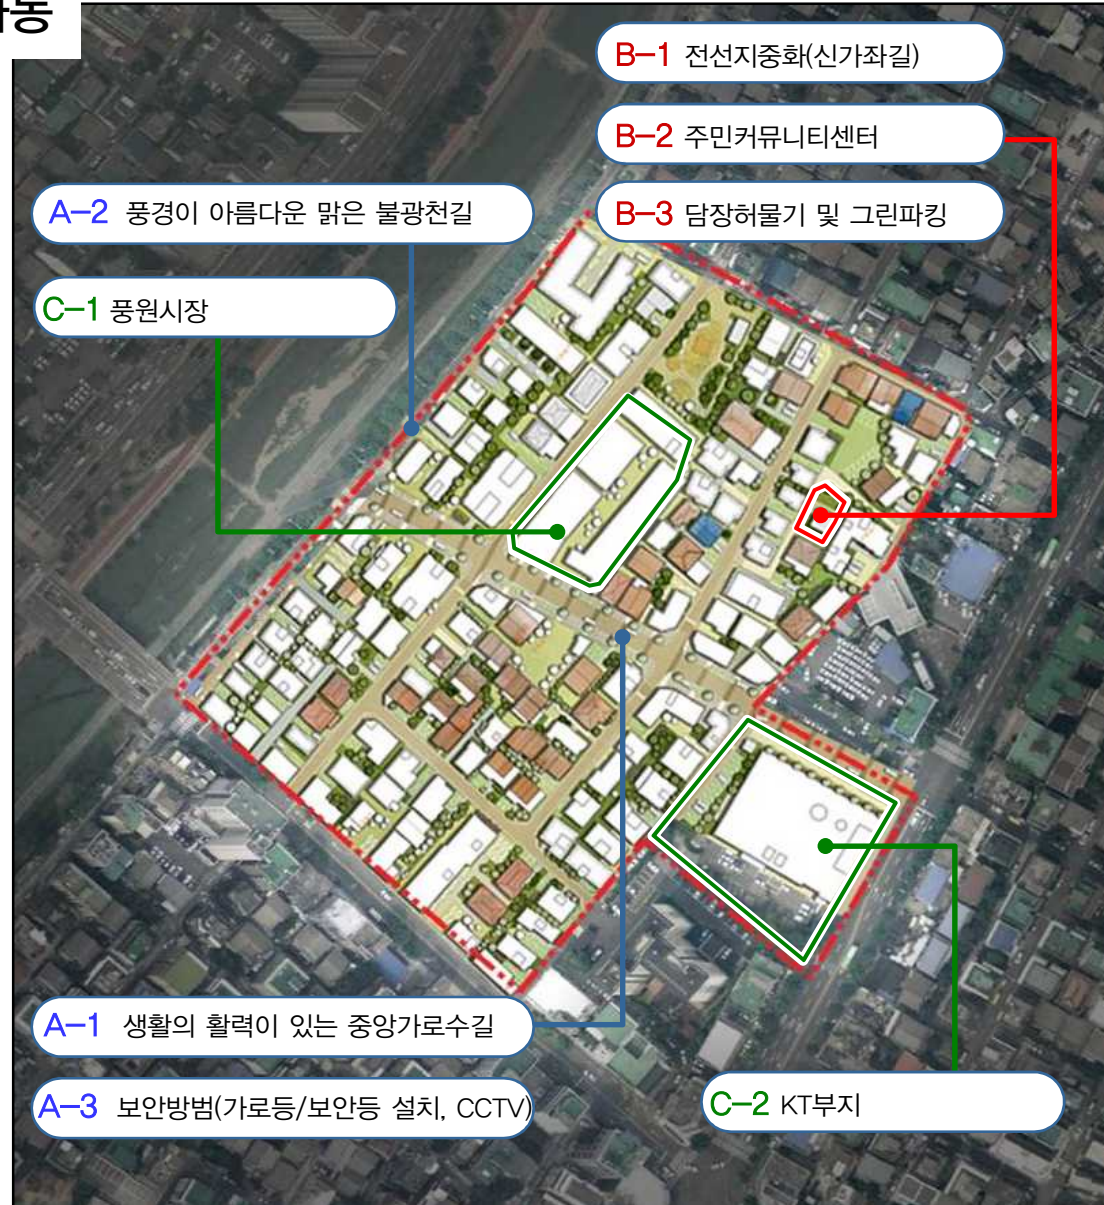 동
B-1 전선지중화(신가좌길)
B-2 주민커뮤니티센터
A-2 풍경이 아름다운 맑은 불광천길
B-3 담장허물기 및 그린파킹
C-1 풍원시장
A-1 생활의 활력이 있는 중앙가로수길
A-3 보안방범(가로등/보안등 설치, CCTV)
C-2 KT부지